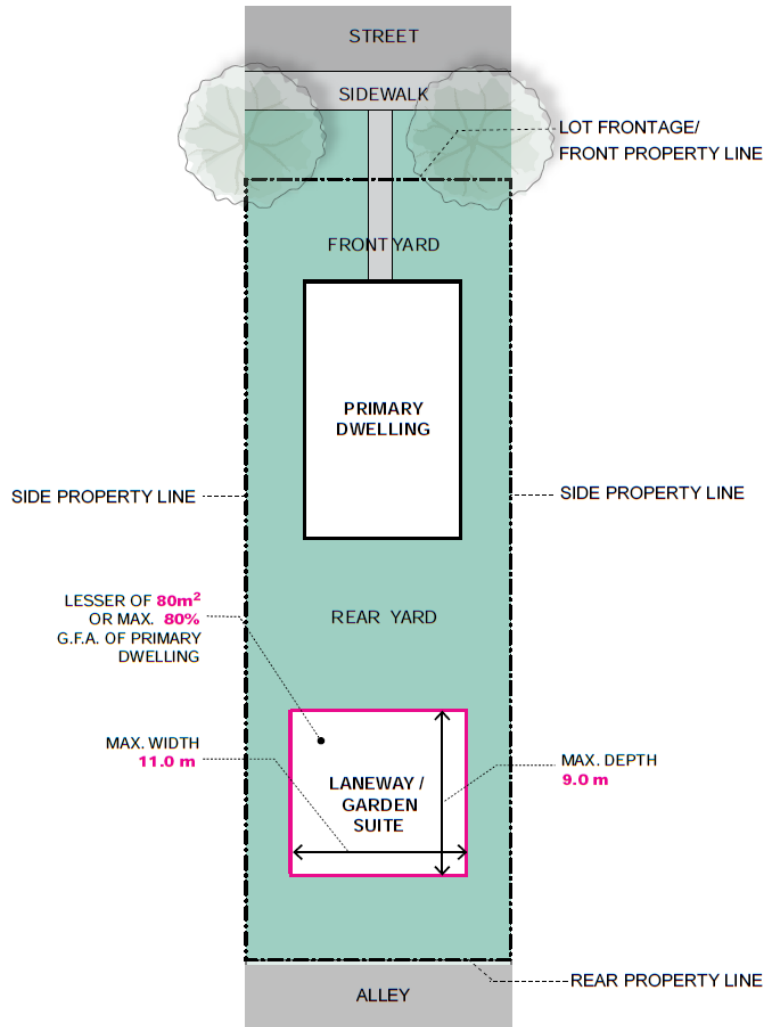 STREET
SIDEWALK
LOT FRONTAGE/
FRONT PROPERTY LINE
FRONT YARD
PRIMARY
DWELLING
SIDE PROPERTY LINE
SIDE PROPERTY LINE
LESSER OF 80m²
OR MAX. 80%
G.F.A. OF PRIMARY
DWELLING
REAR YARD
MAX. WIDTH
11.0 m
MAX. DEPTH
9.0 m
LANEWAY /
GARDEN
SUITE
REAR PROPERTY LINE
ALLEY